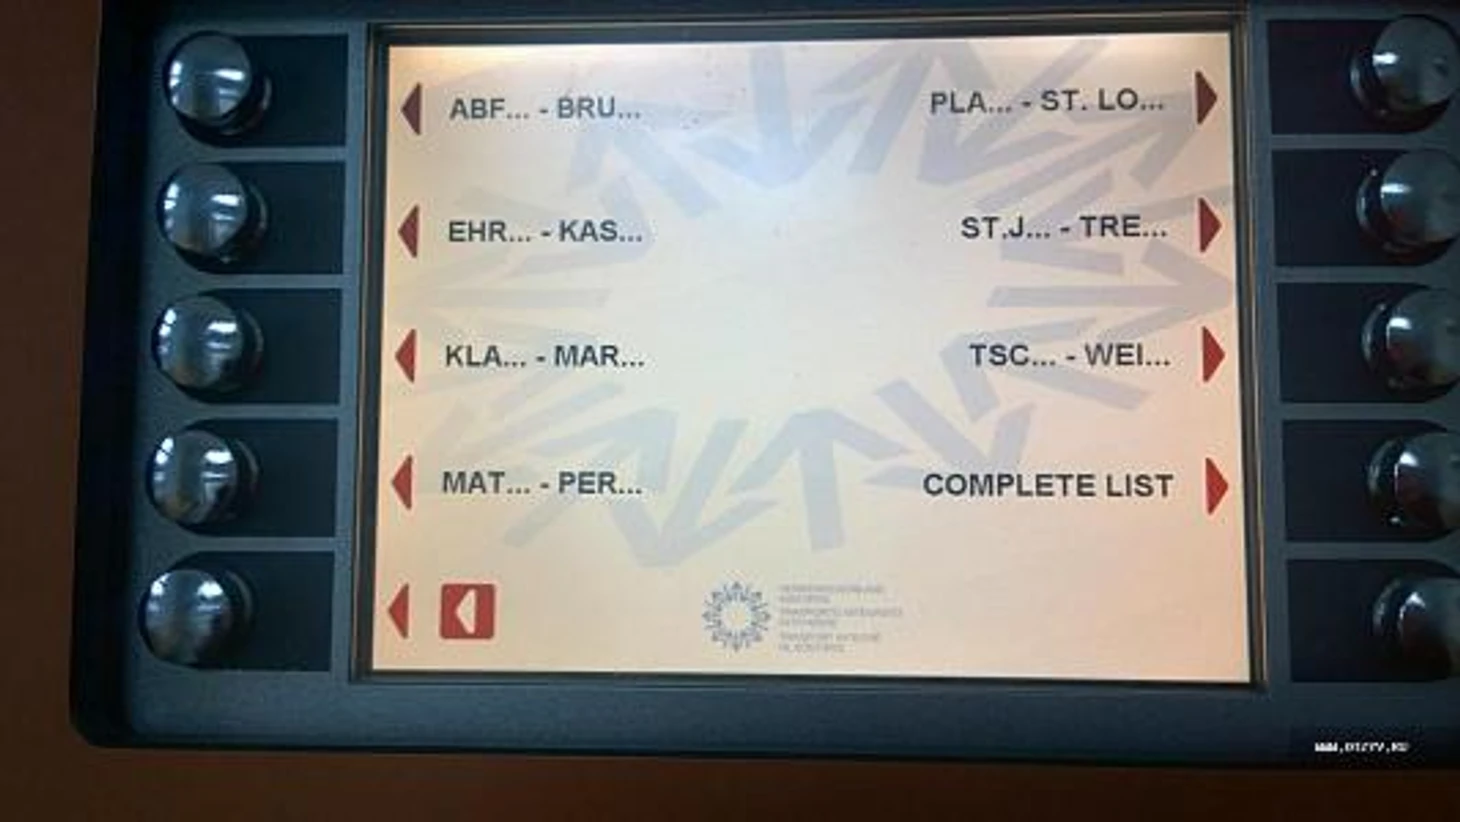 ABF... - BRU...
PLA... - ST. LO...
EHR... - KAS...
ST.J... - TRE...
KLA... - MAR...
TSC... - WEI...
MAT... - PER...
COMPLETE LIST